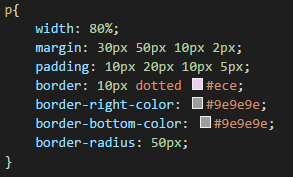 p{
width: 80%;
margin: 30px 50px 10px 2px;
padding: 10px 20px 10px 5px;
border: 10px dotted #ece;
border-right-color: #9e9e9e;
border-bottom-color: #9e9e9e;
border-radius: 50px;
}